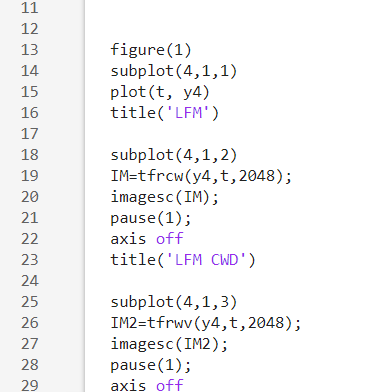 11
12
13 figure(1)
14 subplot(4,1,1)
15 plot(t, y4)
16 title('LFM')
17
18 subplot(4,1,2)
19 IM=tfrcw(y4,t,2048);
20 imagesc(IM);
21 pause(1);
22 axis off
23 title('LFM CWD')
24
25 subplot(4,1,3)
26 IM2=tfrwv(y4,t,2048);
27 imagesc(IM2);
28 pause(1);
29 axis off